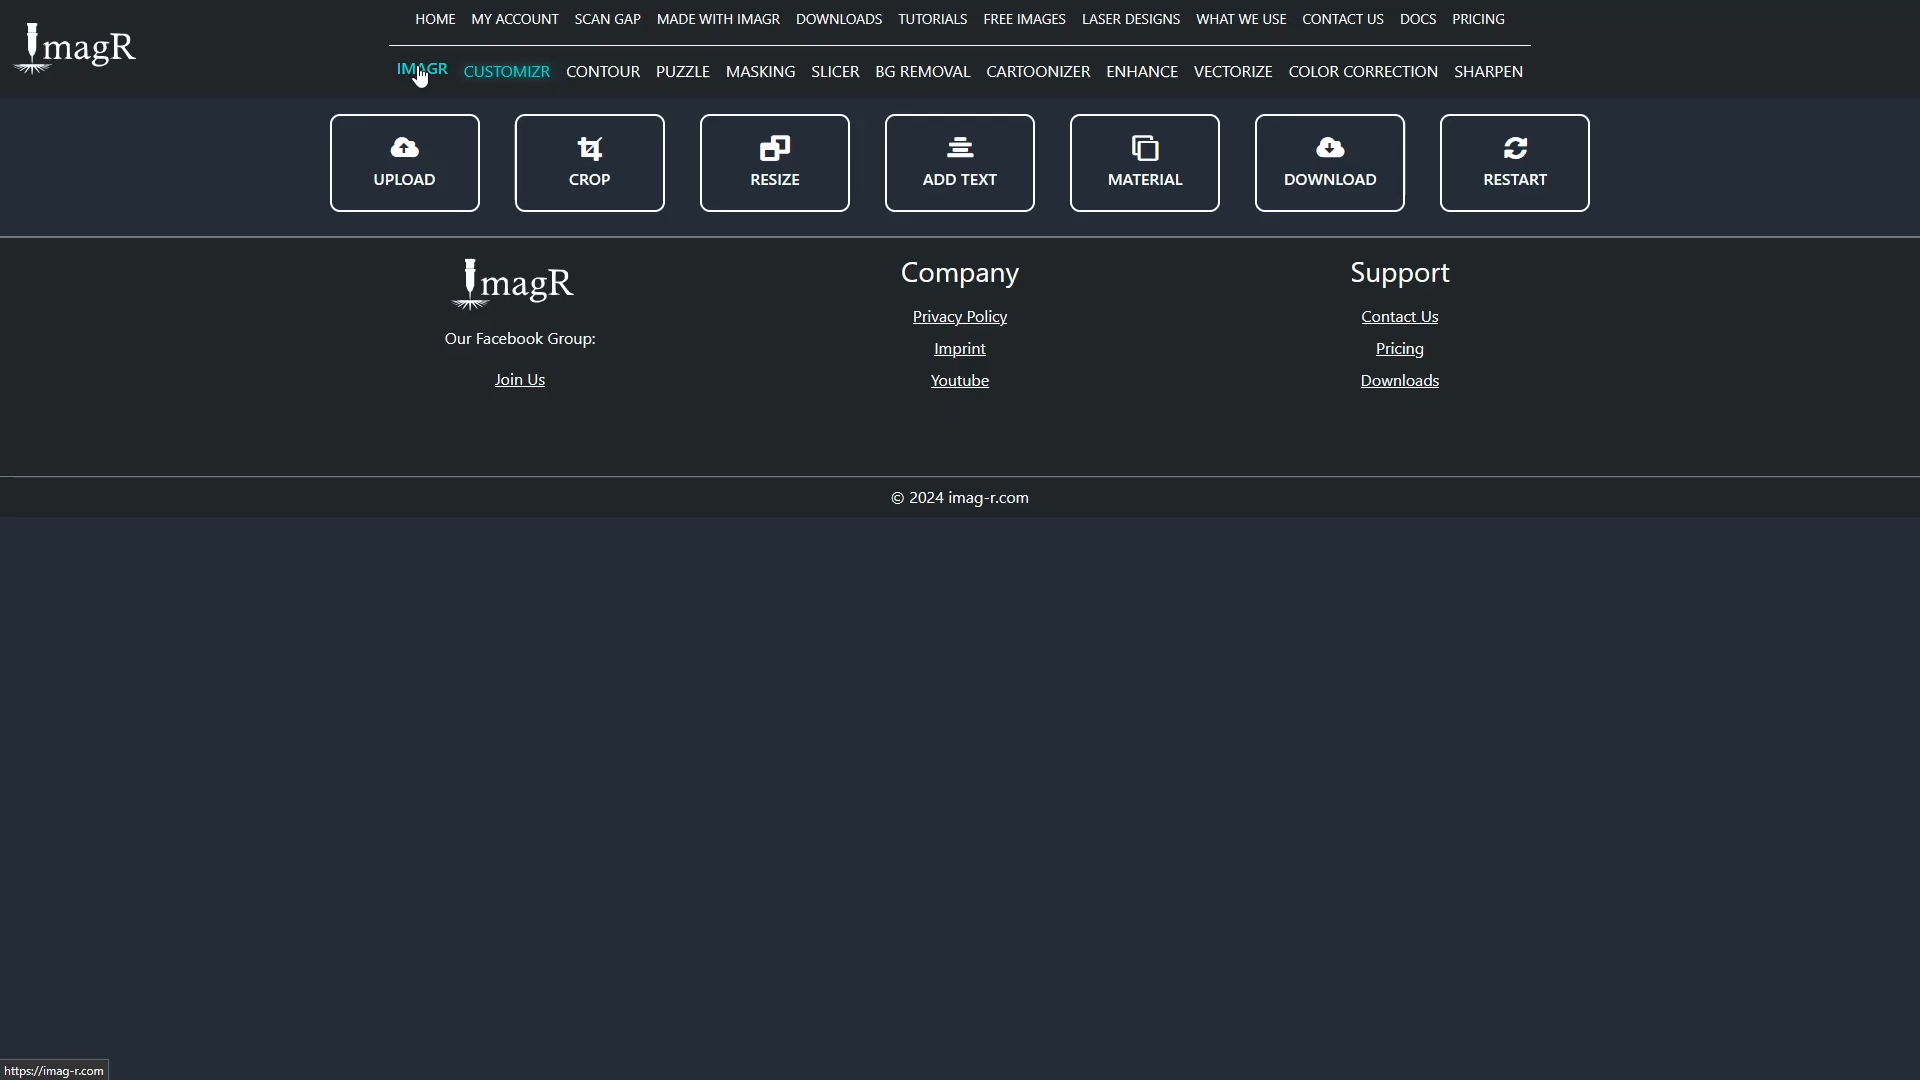 HOME MY ACCOUNT SCAN GAP MADE WITH IMAGR DOWNLOADS TUTORIALS FREE IMAGES LASER DESIGNS WHAT WE USE CONTACT US DOCS PRICING
ImagR
IMAGR CUSTOMIZR CONTOUR PUZZLE MASKING SLICER BG REMOVAL CARTOONIZER ENHANCE VECTORIZE COLOR CORRECTION SHARPEN
UPLOAD CROP RESIZE ADD TEXT MATERIAL DOWNLOAD RESTART
ImagR
Our Facebook Group:
Join Us
Company
Privacy Policy
Imprint
Youtube
Support
Contact Us
Pricing
Downloads
© 2024 imag-r.com
https://imag-r.com